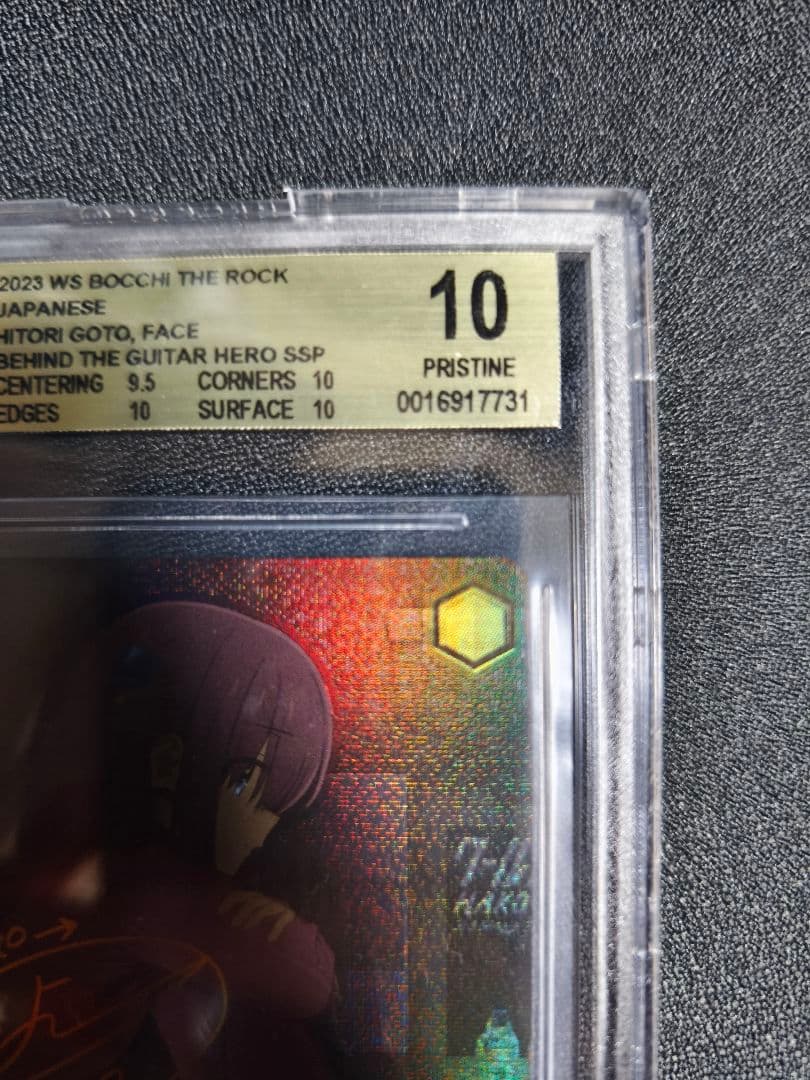 2023 WS BOCCHI THE ROCK
JAPANESE
HITORI GOTO, FACE
BEHIND THE GUITAR HERO SSP
CENTERING 9.5 CORNERS 10
EDGES 10 SURFACE 10
10
PRISTINE
0016917731
HAKO